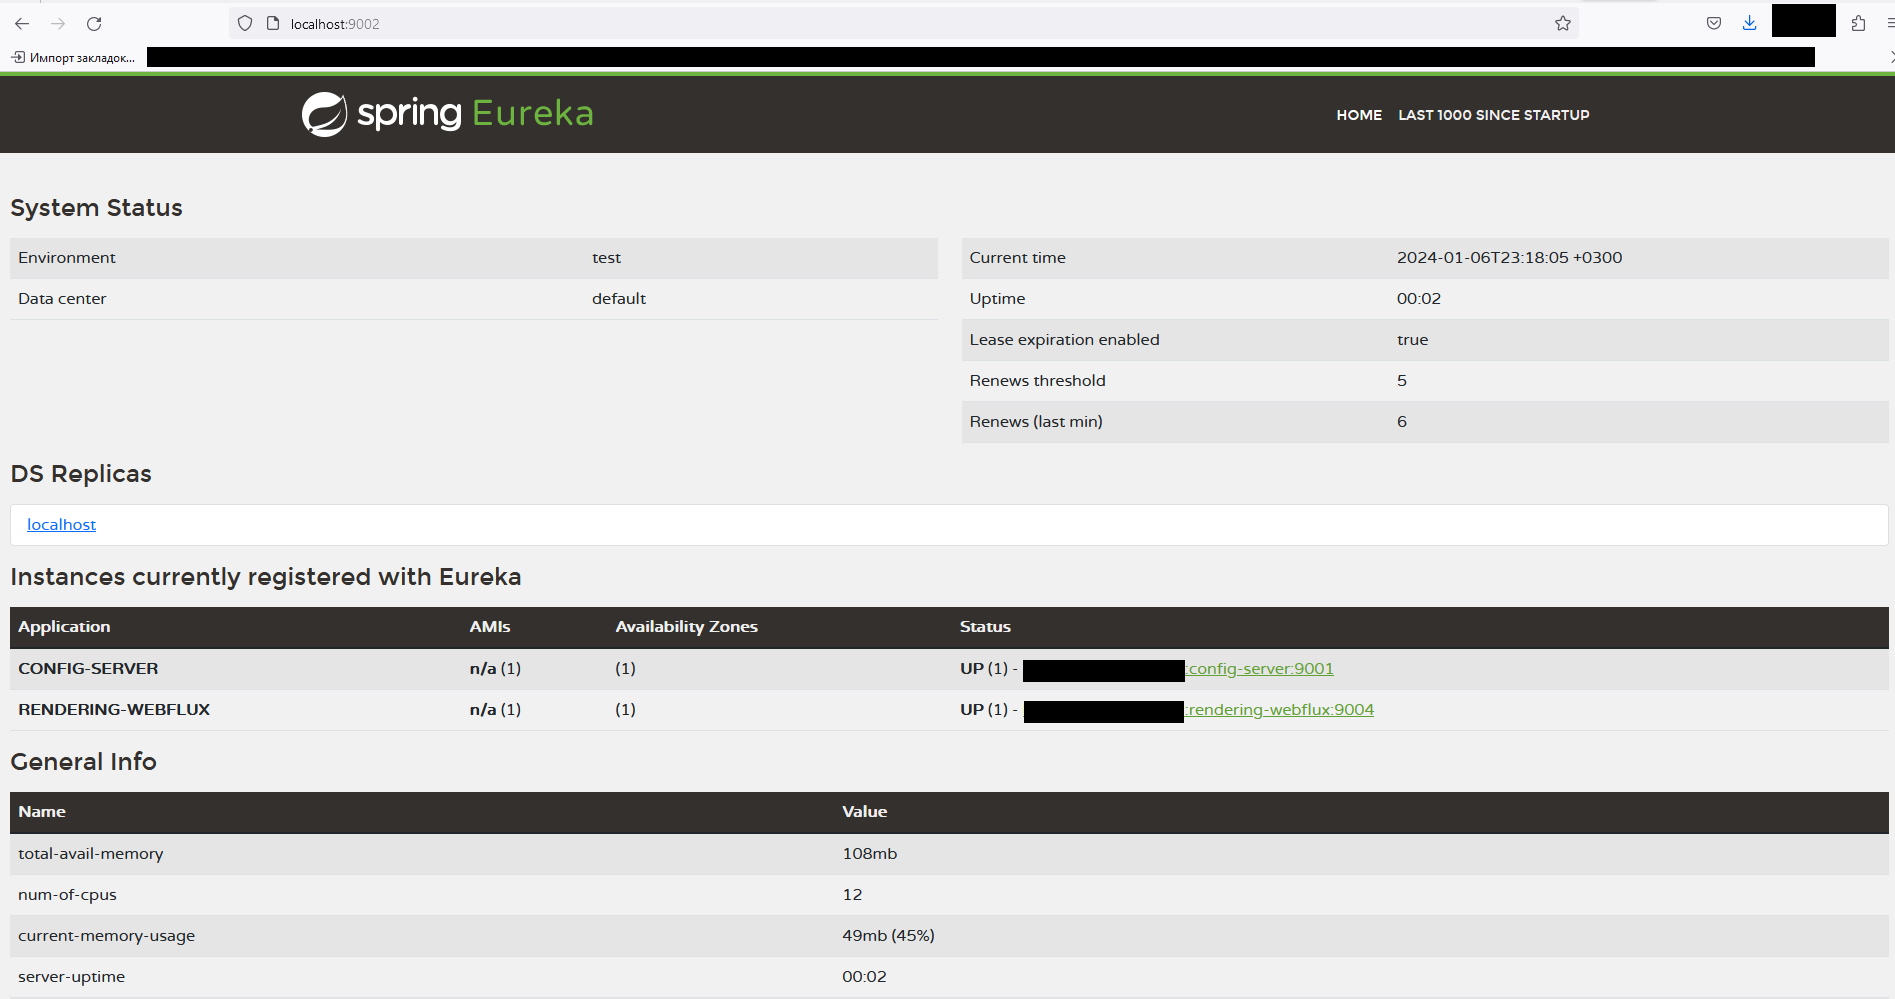 localhost:9002
Импорт закладок...
spring Eureka
HOME LAST 1000 SINCE STARTUP
System Status
Environment test
Data center default
Current time 2024-01-06T23:18:05 +0300
Uptime 00:02
Lease expiration enabled true
Renews threshold 5
Renews (last min) 6
DS Replicas
localhost
Instances currently registered with Eureka
Application AMIs Availability Zones Status
CONFIG-SERVER n/a (1) (1) UP (1) - :config-server:9001
RENDERING-WEBFLUX n/a (1) (1) UP (1) - :rendering-webflux:9004
General Info
Name Value
total-avail-memory 108mb
num-of-cpus 12
current-memory-usage 49mb (45%)
server-uptime 00:02